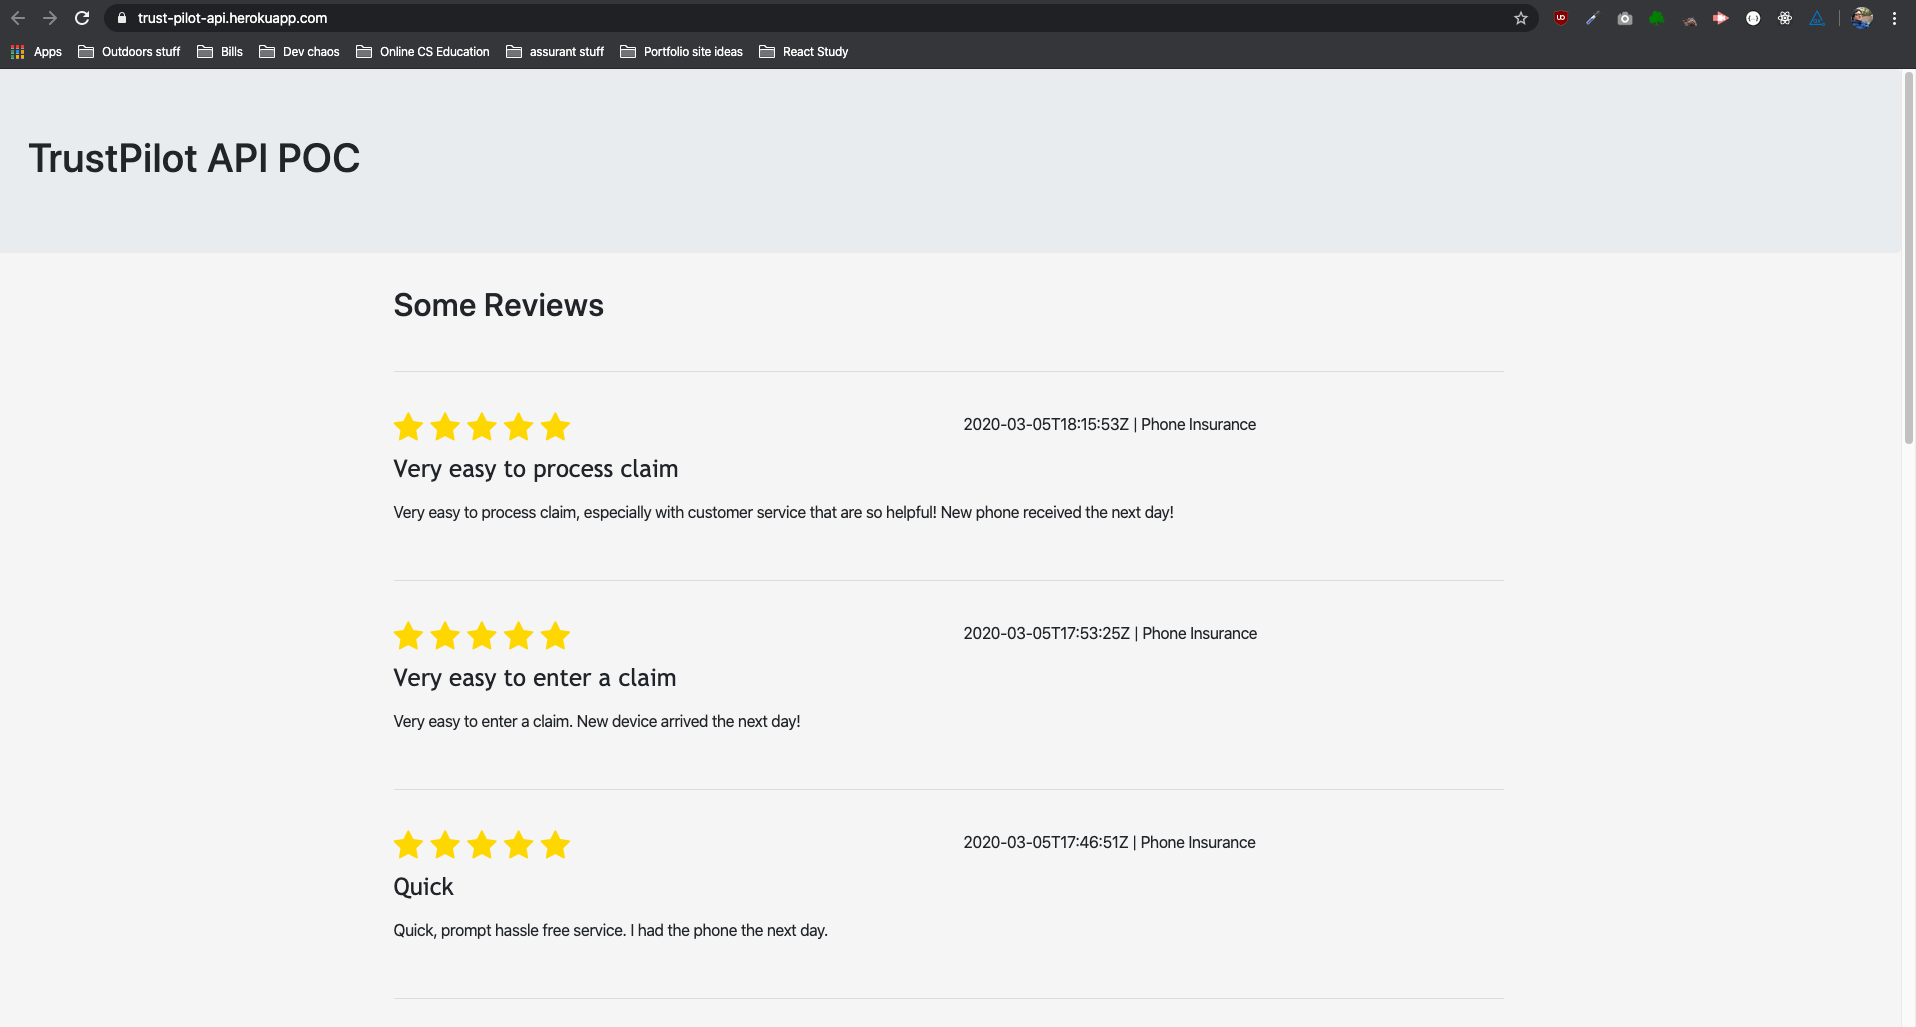 trust-pilot-api.herokuapp.com
Apps Outdoors stuff Bills Dev chaos Online CS Education assurant stuff Portfolio site ideas React Study
TrustPilot API POC
Some Reviews
2020-03-05T18:15:53Z | Phone Insurance
Very easy to process claim
Very easy to process claim, especially with customer service that are so helpful! New phone received the next day!
2020-03-05T17:53:25Z | Phone Insurance
Very easy to enter a claim
Very easy to enter a claim. New device arrived the next day!
2020-03-05T17:46:51Z | Phone Insurance
Quick
Quick, prompt hassle free service. I had the phone the next day.